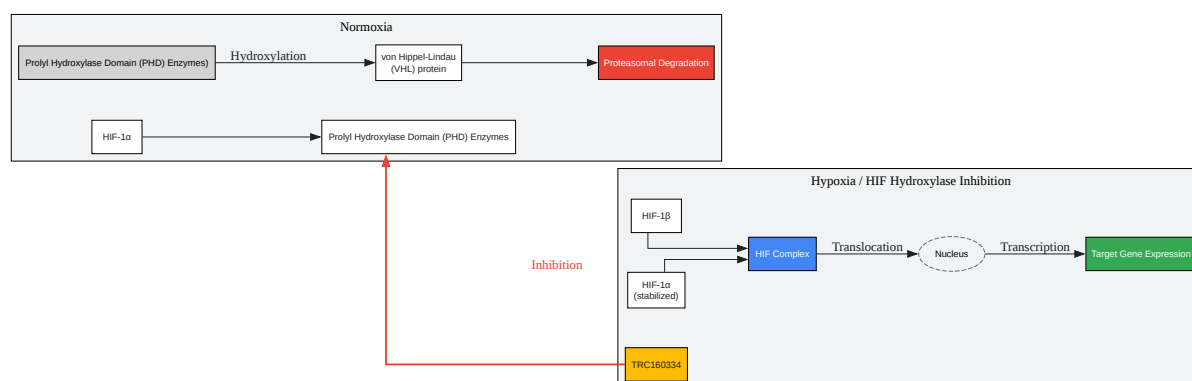 Normoxia
Prolyl Hydroxylase Domain (PHD) Enzymes)
Hydroxylation
von Hippel-Lindau
(VHL) protein
Proteasomal Degradation
HIF-1α
Prolyl Hydroxylase Domain (PHD) Enzymes
Hypoxia / HIF Hydroxylase Inhibition
HIF-1β
HIF Complex
Translocation
Nucleus
Transcription
Target Gene Expression
Inhibition
HIF-1α
(stabilized)
TRC160334